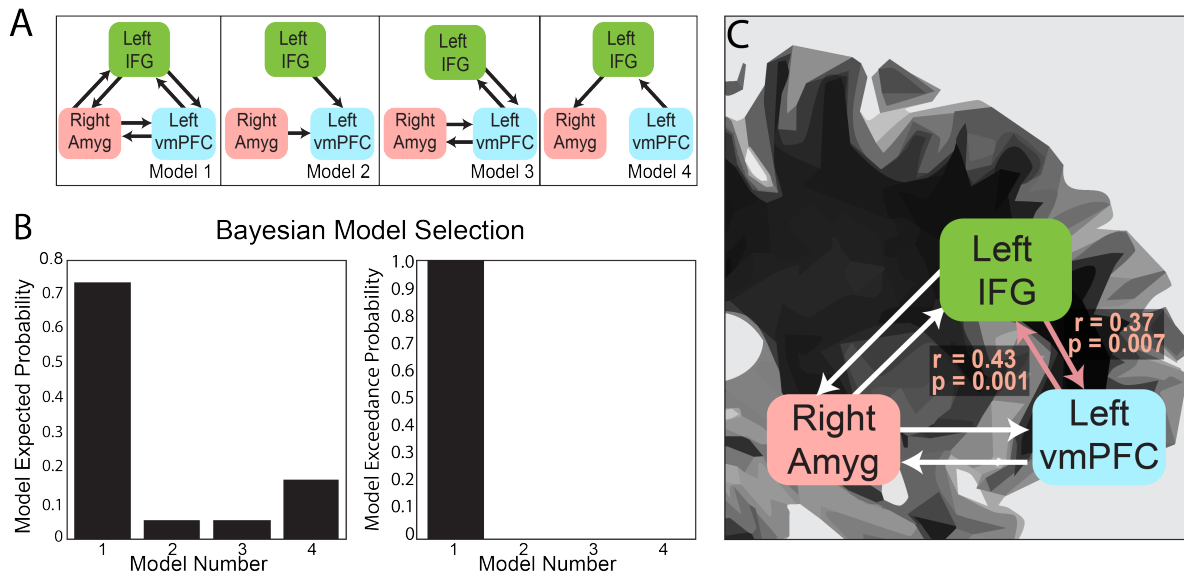 A
Left
IFG
Right
Amyg
Left
vmPFC
Model 1
Left
IFG
Right
Amyg
Left
vmPFC
Model 2
Left
IFG
Right
Amyg
Left
vmPFC
Model 3
Left
IFG
Right
Amyg
Left
vmPFC
Model 4
B
Bayesian Model Selection
Model Expected Probability
0.8
0.7
0.6
0.5
0.4
0.3
0.2
0.1
0
1 2 3 4
Model Number
Model Exceedance Probability
1.0
0.9
0.8
0.7
0.6
0.5
0.4
0.3
0.2
0.1
0
1 2 3 4
Model Number
C
Left
IFG
r = 0.37
p = 0.007
r = 0.43
p = 0.001
Right
Amyg
Left
vmPFC